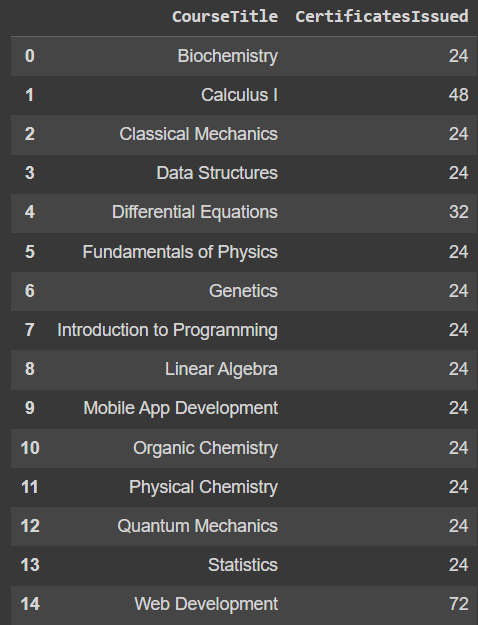 CourseTitle CertificatesIssued
0 Biochemistry 24
1 Calculus I 48
2 Classical Mechanics 24
3 Data Structures 24
4 Differential Equations 32
5 Fundamentals of Physics 24
6 Genetics 24
7 Introduction to Programming 24
8 Linear Algebra 24
9 Mobile App Development 24
10 Organic Chemistry 24
11 Physical Chemistry 24
12 Quantum Mechanics 24
13 Statistics 24
14 Web Development 72